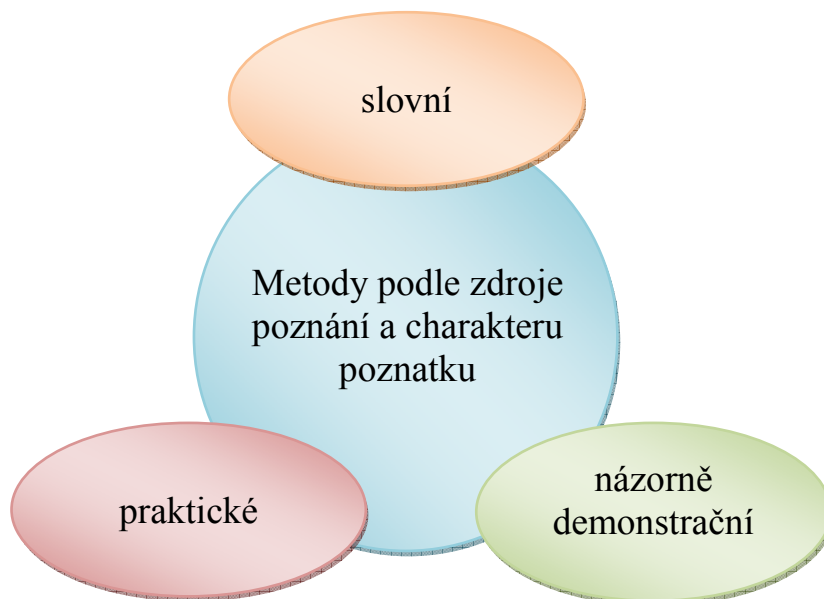 slovní
Metody podle zdroje
poznání a charakteru
poznatku
praktické
názorně
demonstrační